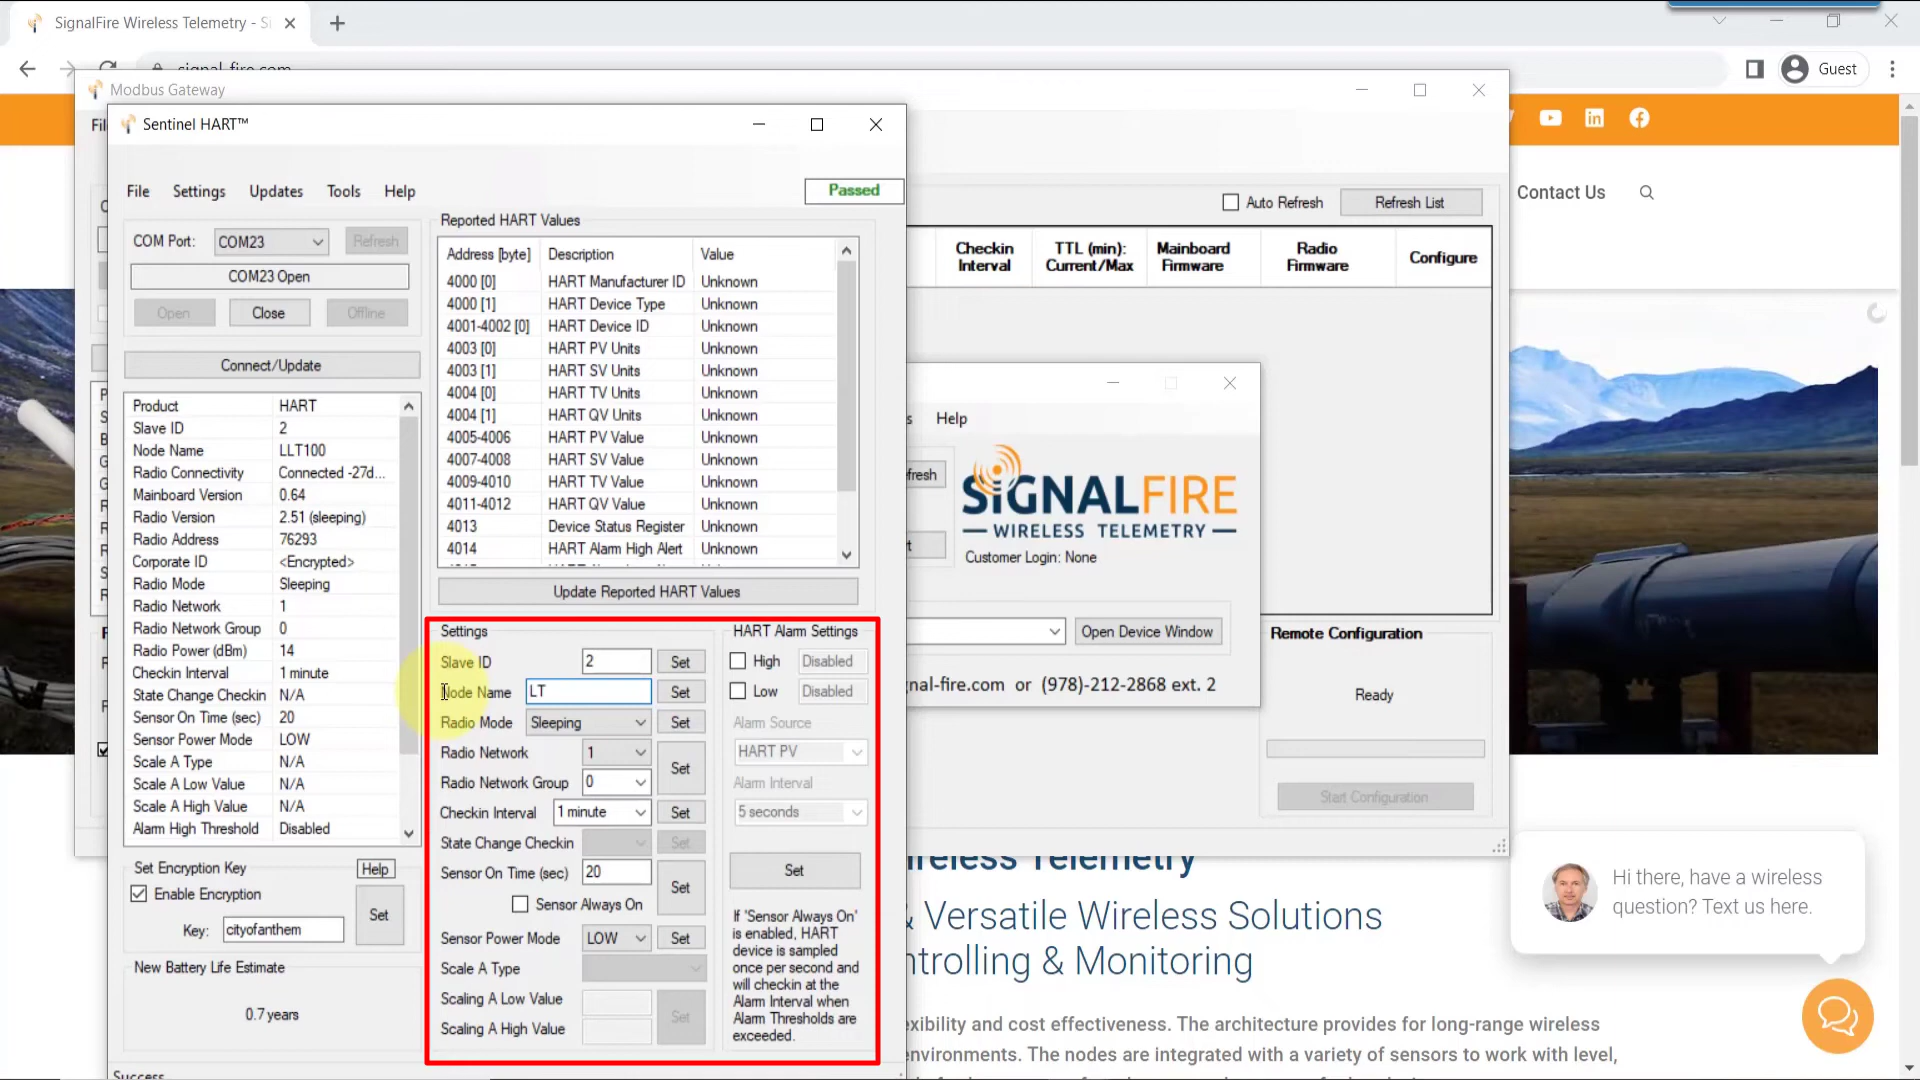 SignalFire Wireless Telemetry - Si
signal-fire.com
Guest
Modbus Gateway
Sentinel HART™
File Settings Updates Tools Help
Passed
Contact Us
Auto Refresh
Refresh List
COM Port: COM23 Refresh
COM23 Open
Open Close Offline
Connect/Update
Product HART
Slave ID 2
Node Name LLT100
Radio Connectivity Connected -27d...
Mainboard Version 0.64
Radio Version 2.51 (sleeping)
Radio Address 76293
Corporate ID <Encrypted>
Radio Mode Sleeping
Radio Network 1
Radio Network Group 0
Radio Power (dBm) 14
Checkin Interval 1 minute
State Change Checkin N/A
Sensor On Time (sec) 20
Sensor Power Mode LOW
Scale A Type N/A
Scale A Low Value N/A
Scale A High Value N/A
Alarm High Threshold Disabled
Set Encryption Key Help
Enable Encryption
Set
Key: cityofanthem
New Battery Life Estimate
0.7 years
Success
Reported HART Values
Address [byte] Description Value
4000 [0] HART Manufacturer ID Unknown
4000 [1] HART Device Type Unknown
4001-4002 [0] HART Device ID Unknown
4003 [0] HART PV Units Unknown
4003 [1] HART SV Units Unknown
4004 [0] HART TV Units Unknown
4004 [1] HART QV Units Unknown
4005-4006 HART PV Value Unknown
4007-4008 HART SV Value Unknown
4009-4010 HART TV Value Unknown
4011-4012 HART QV Value Unknown
4013 Device Status Register Unknown
4014 HART Alarm High Alert Unknown
Update Reported HART Values
Settings
Slave ID 2 Set
Node Name LT Set
Radio Mode Sleeping Set
Radio Network 1
Set
Radio Network Group 0
Checkin Interval 1 minute Set
State Change Checkin Set
Sensor On Time (sec) 20
Set
Sensor Always On
Sensor Power Mode LOW Set
Scale A Type
Scaling A Low Value
Set
Scaling A High Value
HART Alarm Settings
High Disabled
Low Disabled
Alarm Source
HART PV
Alarm Interval
5 seconds
Set
If 'Sensor Always On'
is enabled, HART
device is sampled
once per second and
will checkin at the
Alarm Interval when
Alarm Thresholds are
exceeded.
Checkin
Interval
TTL (min):
Current/Max
Mainboard
Firmware
Radio
Firmware
Configure
Help
SIGNALFIRE
WIRELESS TELEMETRY
Customer Login: None
Open Device Window
gnal-fire.com or (978)-212-2868 ext. 2
Remote Configuration
Ready
Start Configuration
ireless Telemetry
& Versatile Wireless Solutions
ntrolling & Monitoring
exibility and cost effectiveness. The architecture provides for long-range wireless
environments. The nodes are integrated with a variety of sensors to work with level,
Hi there, have a wireless
question? Text us here.